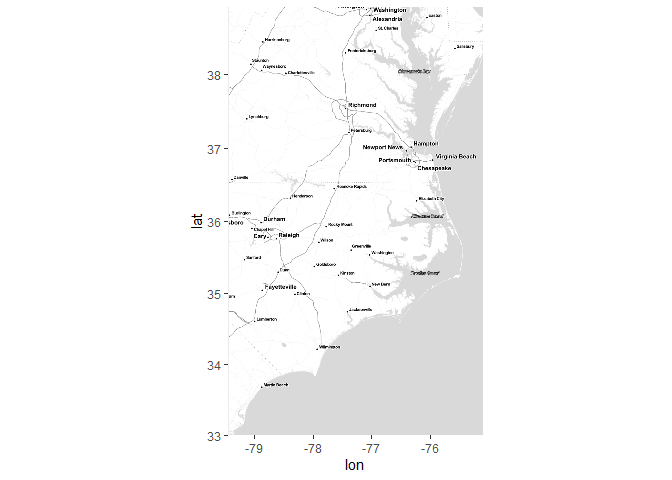 Washington
Alexandria
Easton
St. Charles
Harrisonburg
Salisbury
Fredericksburg
Staunton
Waynesboro
Charlottesville
Chesapeake Bay
38
Richmond
Lynchburg
Petersburg
Hampton
37
Newport News
Virginia Beach
Portsmouth
Chesapeake
Danville
Roanoke Rapids
Henderson
Elizabeth City
Burlington
Albemarle Sound
Durham
sboro
36
Rocky Mount
Chapel Hill
Raleigh
Cary
Wilson
Greenville
Washington
Sanford
Goldsboro
Dunn
Kinston
Pamlico Sound
New Bern
Fayetteville
35
Clinton
Jacksonville
Lumberton
Wilmington
34
Myrtle Beach
33
-79 -78 -77 -76
lon
lat